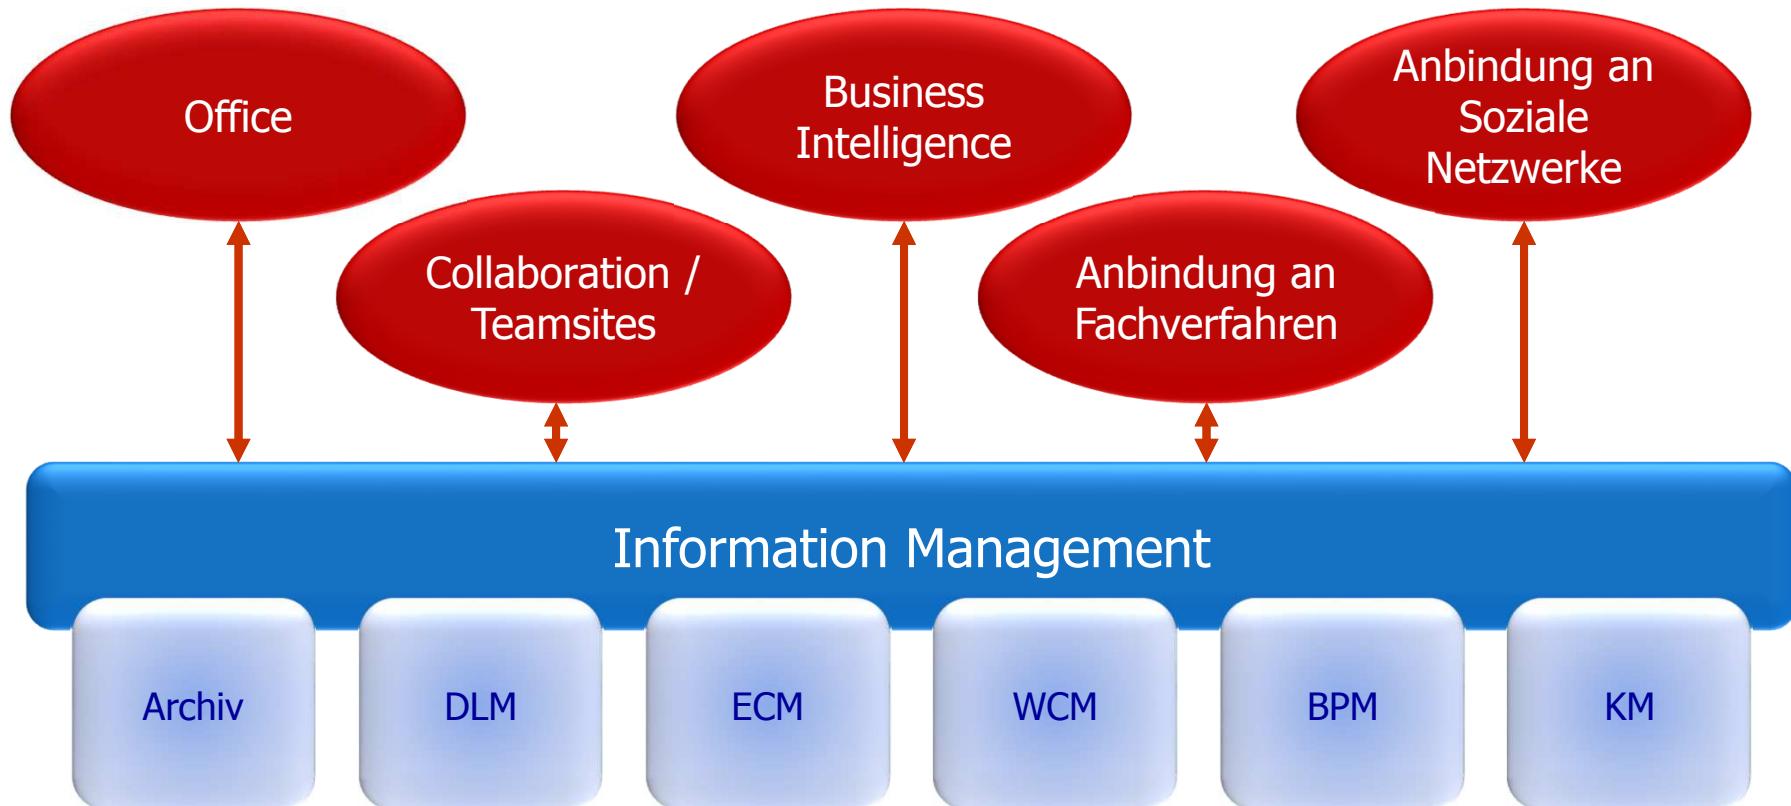 Office
Business
Intelligence
Anbindung an
Soziale
Netzwerke
Collaboration /
Teamsites
Anbindung an
Fachverfahren
Information Management
Archiv
DLM
ECM
WCM
BPM
KM